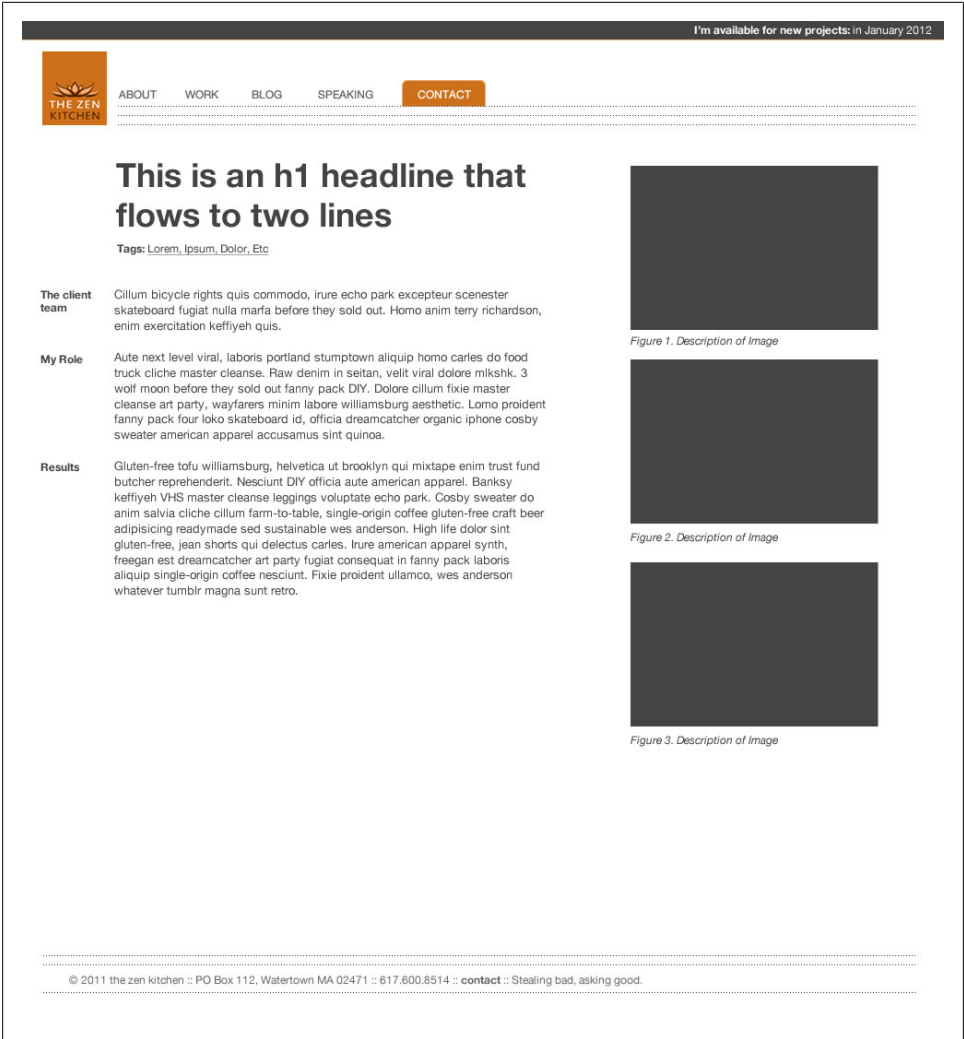 I'm available for new projects: in January 2012
THE ZEN
KITCHEN
ABOUT WORK BLOG SPEAKING CONTACT
This is an h1 headline that
flows to two lines
Tags: Lorem, Ipsum, Dolor, Etc
The client
team
Cillum bicycle rights quis commodo, irure echo park excepteur scenester
skateboard fugiat nulla marfa before they sold out. Homo anim terry richardson,
enim exercitation keffiyeh quis.
My Role
Aute next level viral, laboris portland stumptown aliquip homo carles do food
truck cliche master cleanse. Raw denim in seitan, velit viral dolore mlkshk. 3
wolf moon before they sold out fanny pack DIY. Dolore cillum fixie master
cleanse art party, wayfarers minim labore williamsburg aesthetic. Lomo proident
fanny pack four loko skateboard id, officia dreamcatcher organic iphone cosby
sweater american apparel accusamus sint quinoa.
Results
Gluten-free tofu williamsburg, helvetica ut brooklyn qui mixtape enim trust fund
butcher reprehenderit. Nesciunt DIY officia aute american apparel. Banksy
keffiyeh VHS master cleanse leggings voluptate echo park. Cosby sweater do
anim salvia cliche cillum farm-to-table, single-origin coffee gluten-free craft beer
adipisicing readymade sed sustainable wes anderson. High life dolor sint
gluten-free, jean shorts qui delectus carles. Irure american apparel synth,
freegan est dreamcatcher art party fugiat consequat in fanny pack laboris
aliquip single-origin coffee nesciunt. Fixie proident ullamco, wes anderson
whatever tumblr magna sunt retro.
Figure 1. Description of Image
Figure 2. Description of Image
Figure 3. Description of Image
© 2011 the zen kitchen :: PO Box 112, Watertown MA 02471 :: 617.600.8514 :: contact :: Stealing bad, asking good.